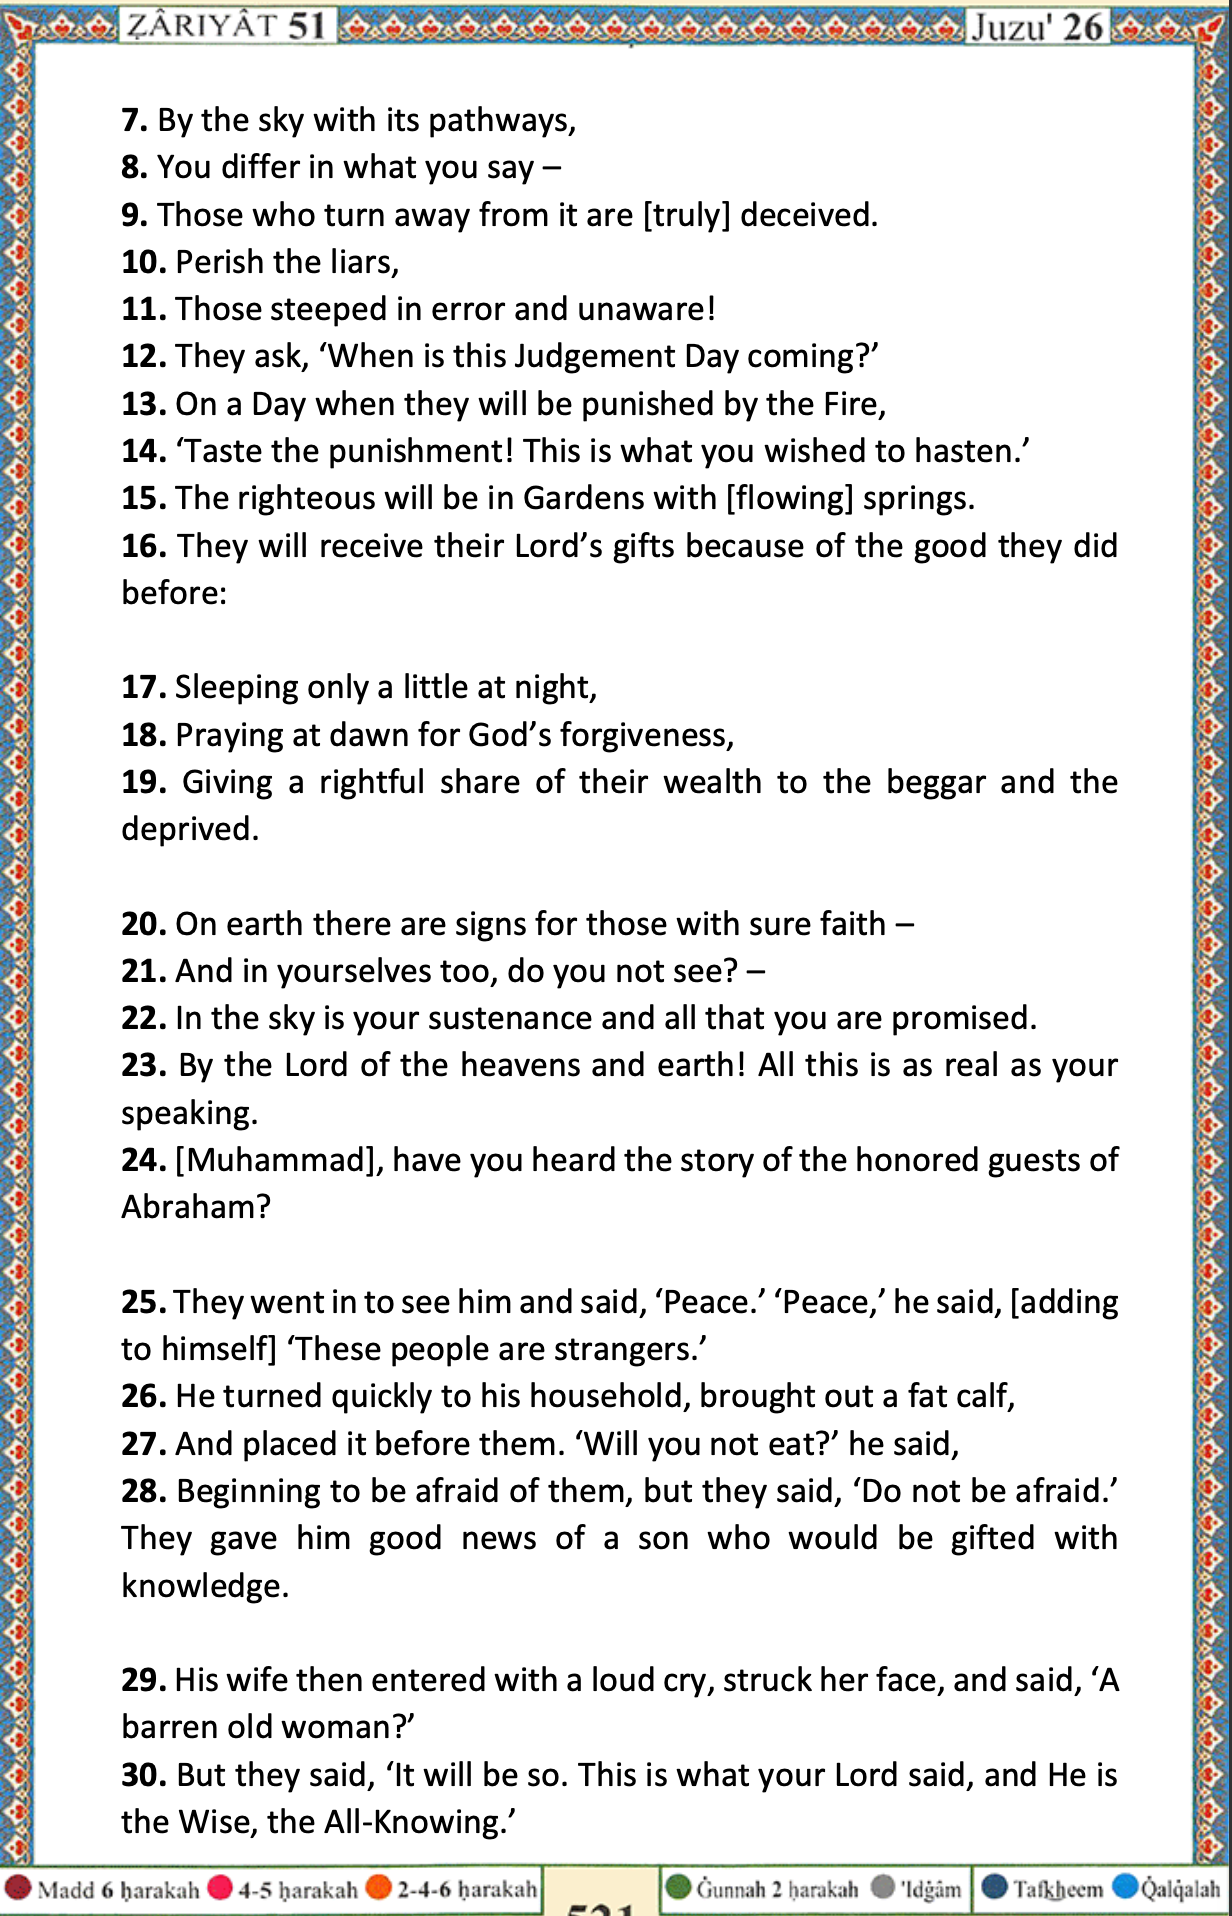 ẒÂRIYÂT 51
Juzu' 26
7. By the sky with its pathways,
8. You differ in what you say –
9. Those who turn away from it are [truly] deceived.
10. Perish the liars,
11. Those steeped in error and unaware!
12. They ask, ‘When is this Judgement Day coming?’
13. On a Day when they will be punished by the Fire,
14. ‘Taste the punishment! This is what you wished to hasten.’
15. The righteous will be in Gardens with [flowing] springs.
16. They will receive their Lord’s gifts because of the good they did
before:
17. Sleeping only a little at night,
18. Praying at dawn for God’s forgiveness,
19. Giving a rightful share of their wealth to the beggar and the
deprived.
20. On earth there are signs for those with sure faith –
21. And in yourselves too, do you not see? –
22. In the sky is your sustenance and all that you are promised.
23. By the Lord of the heavens and earth! All this is as real as your
speaking.
24. [Muhammad], have you heard the story of the honored guests of
Abraham?
25. They went in to see him and said, ‘Peace.’ ‘Peace,’ he said, [adding
to himself] ‘These people are strangers.’
26. He turned quickly to his household, brought out a fat calf,
27. And placed it before them. ‘Will you not eat?’ he said,
28. Beginning to be afraid of them, but they said, ‘Do not be afraid.’
They gave him good news of a son who would be gifted with
knowledge.
29. His wife then entered with a loud cry, struck her face, and said, ‘A
barren old woman?’
30. But they said, ‘It will be so. This is what your Lord said, and He is
the Wise, the All-Knowing.’
Madd 6 ḥarakah 4-5 ḥarakah 2-4-6 ḥarakah
Ġunnah 2 ḥarakah 'Idġâm
Tafkheem Qalqalah